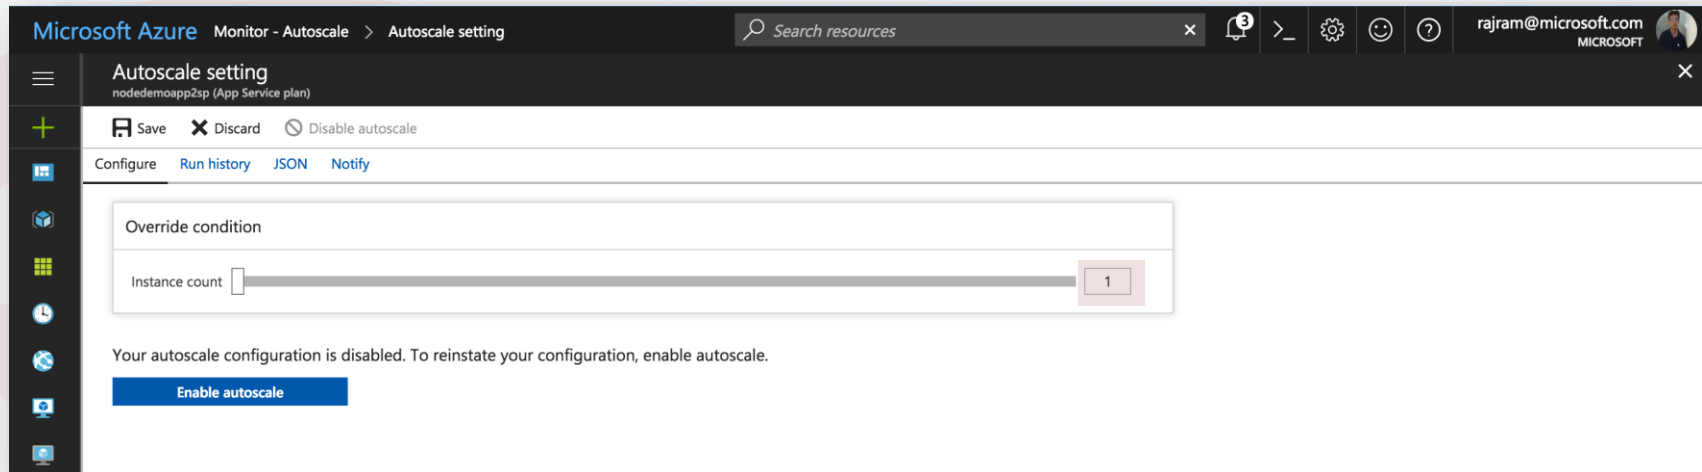 Microsoft Azure Monitor - Autoscale > Autoscale setting Search resources × 3 >_ ? rajram@microsoft.com
MICROSOFT
Autoscale setting ×
nodedemoapp2sp (App Service plan)
Save Discard Disable autoscale
Configure Run history JSON Notify
Override condition
Instance count 1
Your autoscale configuration is disabled. To reinstate your configuration, enable autoscale.
Enable autoscale